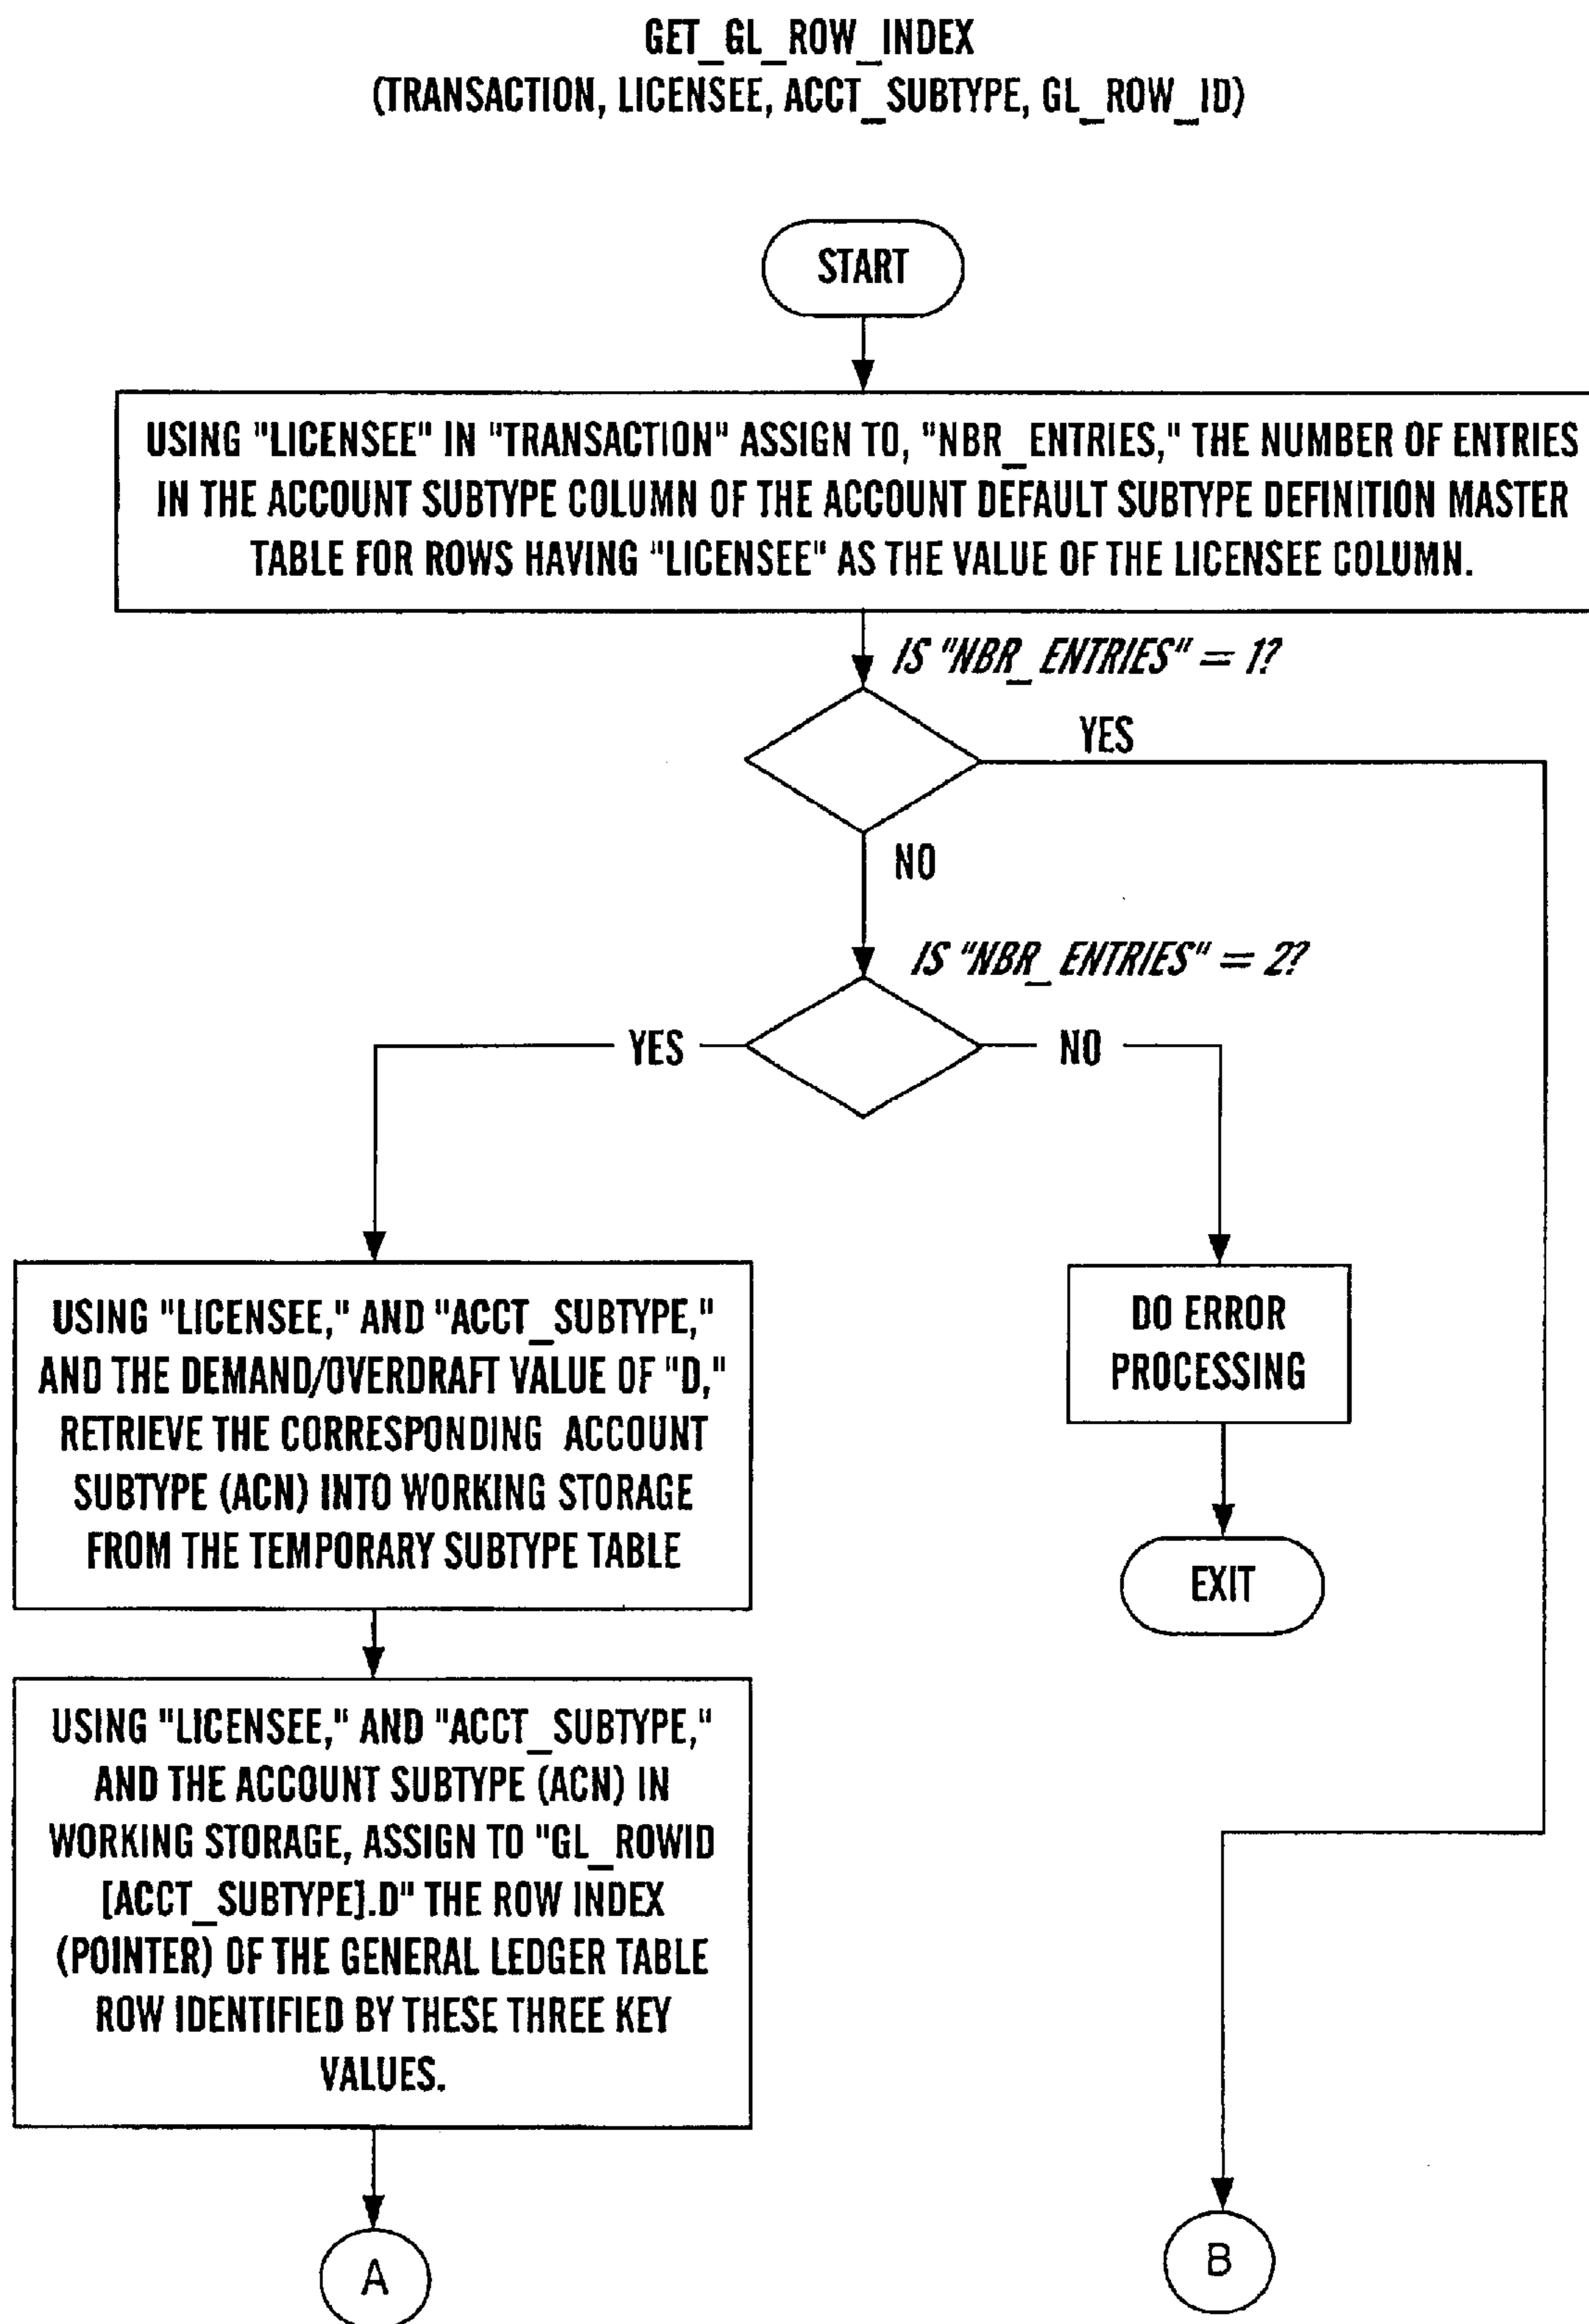 GET_GL_ROW_INDEX
(TRANSACTION, LICENSEE, ACCT_SUBTYPE, GL_ROW_ID)
START
USING "LICENSEE" IN "TRANSACTION" ASSIGN TO, "NBR_ENTRIES," THE NUMBER OF ENTRIES
IN THE ACCOUNT SUBTYPE COLUMN OF THE ACCOUNT DEFAULT SUBTYPE DEFINITION MASTER
TABLE FOR ROWS HAVING "LICENSEE" AS THE VALUE OF THE LICENSEE COLUMN.
IS "NBR_ENTRIES" = 1?
YES
NO
IS "NBR_ENTRIES" = 2?
YES
NO
USING "LICENSEE," AND "ACCT_SUBTYPE,"
AND THE DEMAND/OVERDRAFT VALUE OF "D,"
RETRIEVE THE CORRESPONDING ACCOUNT
SUBTYPE (ACN) INTO WORKING STORAGE
FROM THE TEMPORARY SUBTYPE TABLE
DO ERROR
PROCESSING
EXIT
USING "LICENSEE," AND "ACCT_SUBTYPE,"
AND THE ACCOUNT SUBTYPE (ACN) IN
WORKING STORAGE, ASSIGN TO "GL_ROWID
[ACCT_SUBTYPE].D" THE ROW INDEX
(POINTER) OF THE GENERAL LEDGER TABLE
ROW IDENTIFIED BY THESE THREE KEY
VALUES.
A
B